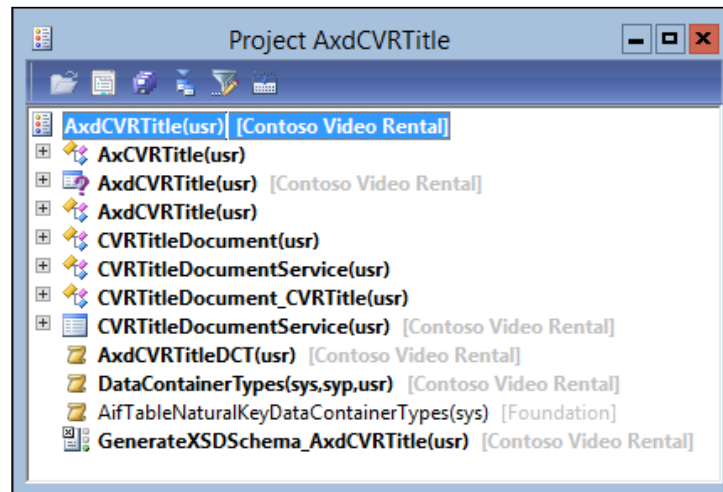 Project AxdCVRTitle
AxdCVRTitle(usr) [Contoso Video Rental]
AxCVRTitle(usr)
AxdCVRTitle(usr) [Contoso Video Rental]
AxdCVRTitle(usr)
CVRTitleDocument(usr)
CVRTitleDocumentService(usr)
CVRTitleDocument_CVRTitle(usr)
CVRTitleDocumentService(usr) [Contoso Video Rental]
AxdCVRTitleDCT(usr) [Contoso Video Rental]
DataContainerTypes(sys,syp,usr) [Contoso Video Rental]
AifTableNaturalKeyDataContainerTypes(sys) [Foundation]
GenerateXSDSchema_AxdCVRTitle(usr) [Contoso Video Rental]